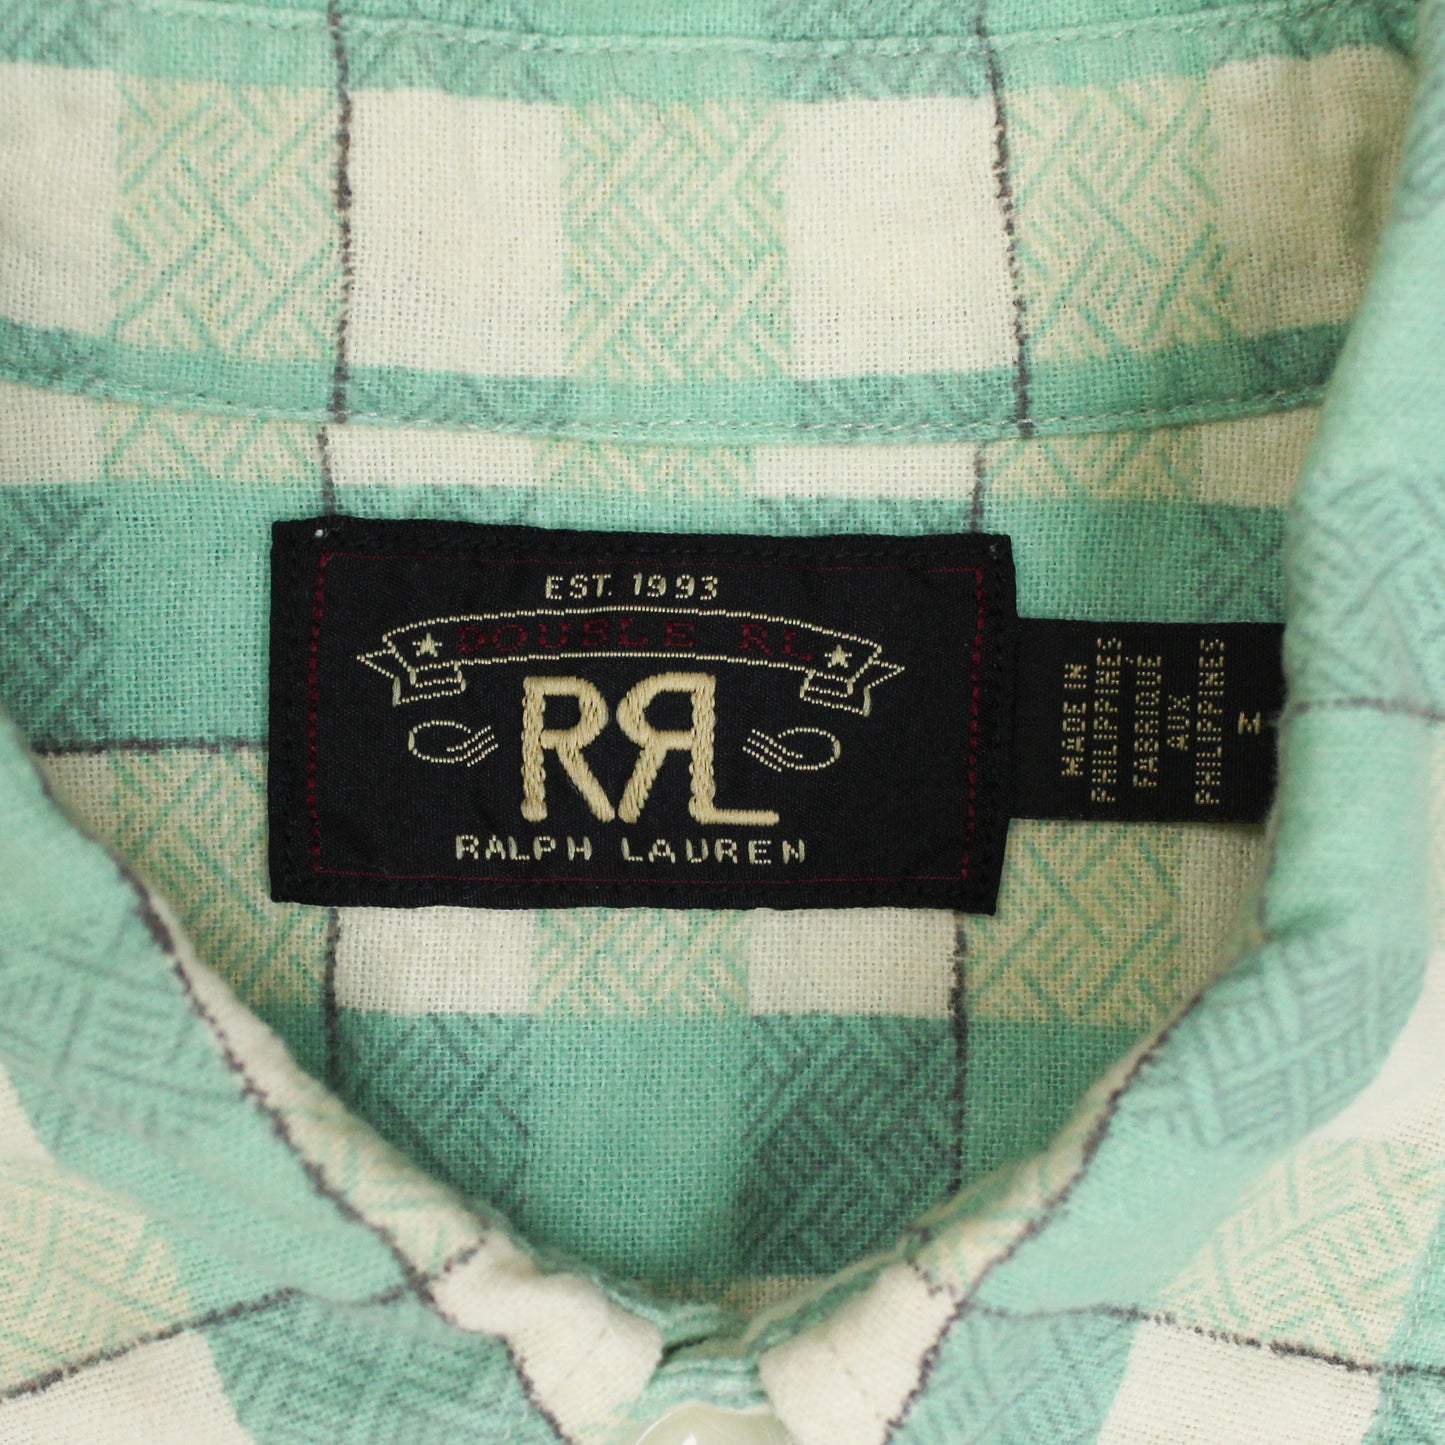 EST. 1993
DOUBLE RL
RRL
RALPH LAUREN
MADE IN
PHILIPPINES
FABRIQUÉ
AUX
PHILIPPINES
M